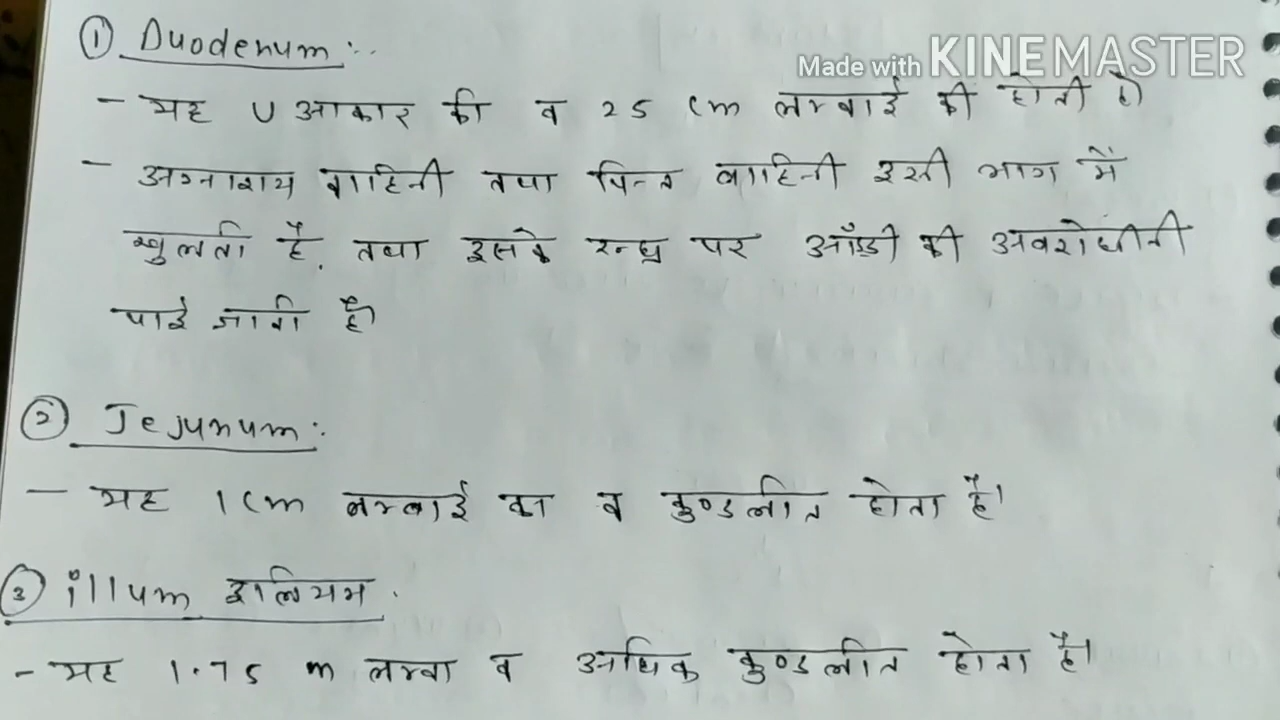 Made with KINEMASTER
① Duodenum :-
- यह U आकार की व 25 cm लम्बाई की होती है
- अग्नाशय वाहिनी तथा पित्त वाहिनी इसी भाग में
खुलती है, तथा इसके रन्ध्र पर ऑड्डी की अवरोधीनी
पाई जाती है।
② Jejunum :
- यह 1cm लम्बाई का व कुण्डलीत होता है।
③ illum इलियम .
- यह 1.75 m लम्बा व अधिक कुण्डलीत होता है।